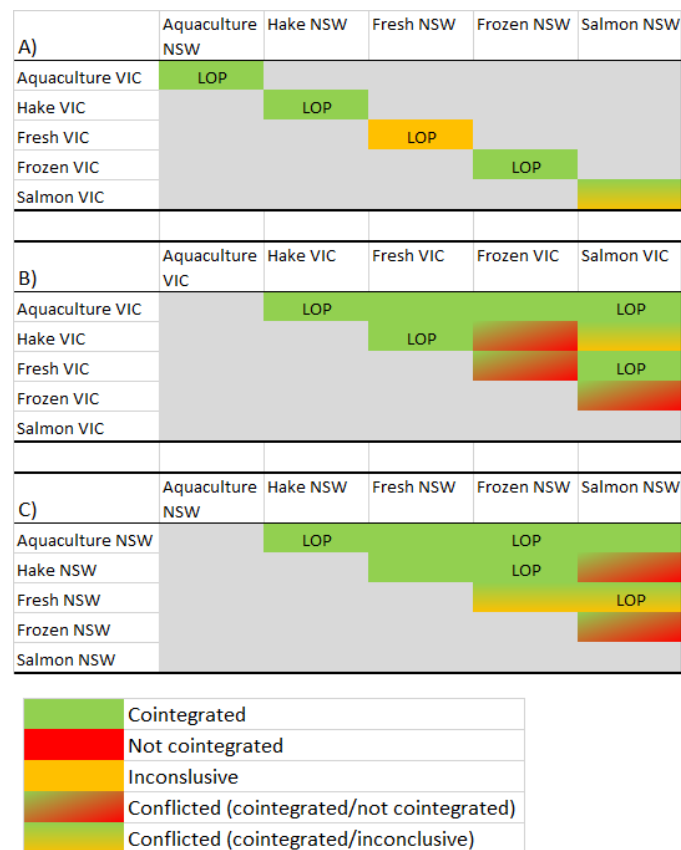 A) Aquaculture NSW Hake NSW Fresh NSW Frozen NSW Salmon NSW
Aquaculture VIC LOP
Hake VIC LOP
Fresh VIC LOP
Frozen VIC LOP
Salmon VIC
B) Aquaculture VIC Hake VIC Fresh VIC Frozen VIC Salmon VIC
Aquaculture VIC LOP LOP
Hake VIC LOP
Fresh VIC LOP
Frozen VIC
Salmon VIC
C) Aquaculture NSW Hake NSW Fresh NSW Frozen NSW Salmon NSW
Aquaculture NSW LOP LOP
Hake NSW LOP
Fresh NSW LOP
Frozen NSW
Salmon NSW
Cointegrated
Not cointegrated
Inconslusive
Conflicted (cointegrated/not cointegrated)
Conflicted (cointegrated/inconclusive)